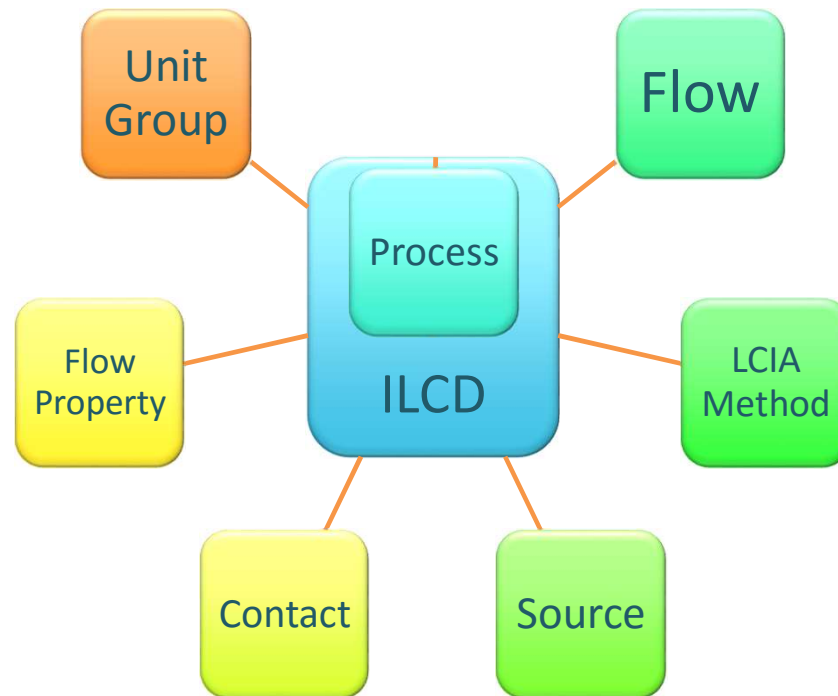 Unit
Group
Flow
Process
ILCD
Flow
Property
LCIA
Method
Contact
Source